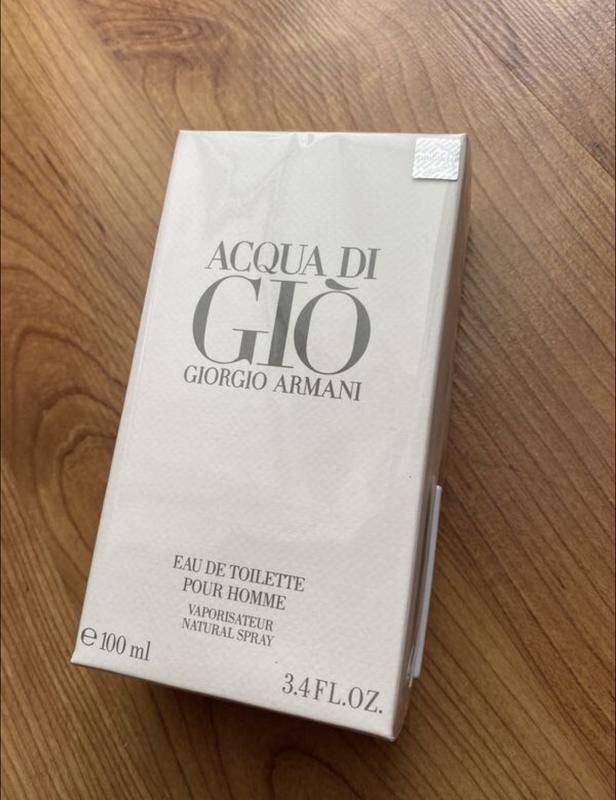 ACQUA DI
GIÒ
GIORGIO ARMANI
EAU DE TOILETTE
POUR HOMME
VAPORISATEUR
NATURAL SPRAY
℮ 100 ml
3.4 FL.OZ.